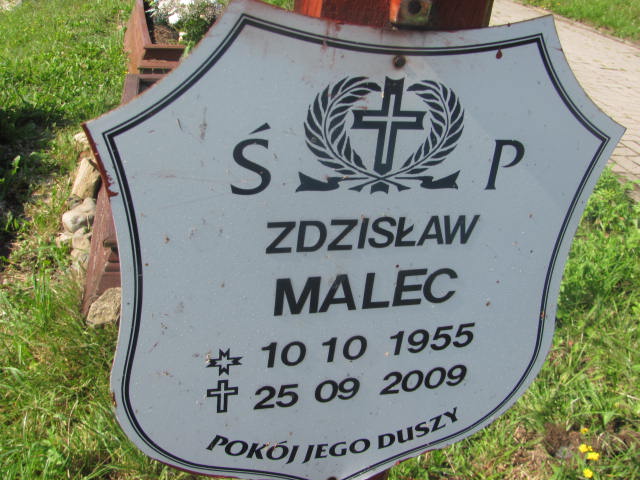 Ś P
ZDZISŁAW
MALEC
10 10 1955
25 09 2009
POKÓJ JEGO DUSZY